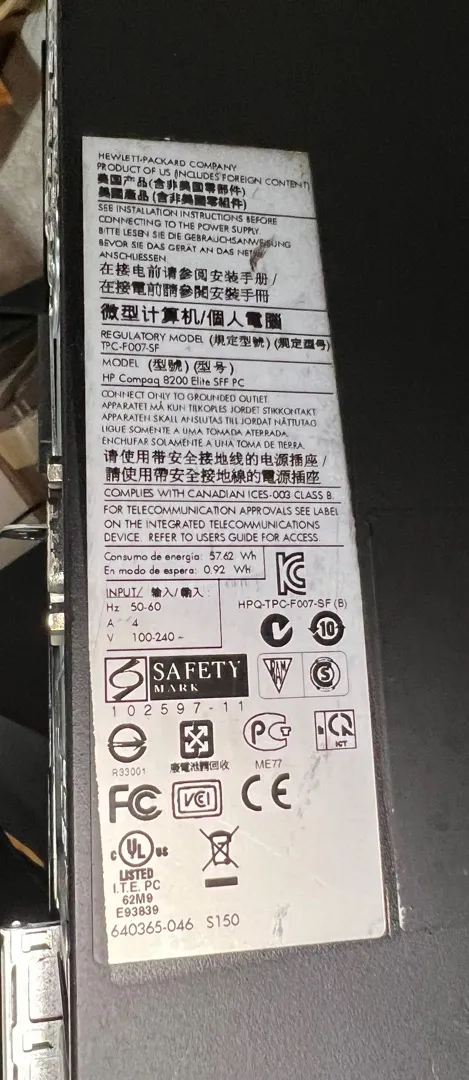 HEWLETT-PACKARD COMPANY
PRODUCT OF US (INCLUDES FOREIGN CONTENT)
美国产品(含非美國零部件)
美國產品 (含非美國零組件)
SEE INSTALLATION INSTRUCTIONS BEFORE
CONNECTING TO THE POWER SUPPLY
BITTE LESEN SIE DIE GEBRAUCHSANWEISUNG
BEVOR SIE DAS GERÄT AN DAS NETZ
ANSCHLIESSEN
在接电前请参阅安装手册 /
在接電前請參閱安裝手冊
微型计算机/個人電腦
REGULATORY MODEL (規定型號) (规定型号)
TPC-F007-SF
MODEL (型號) (型号)
HP Compaq 8200 Elite SFF PC
CONNECT ONLY TO GROUNDED OUTLET.
APPARATET MÅ KUN TILKOPLES JORDET STIKKONTAKT
APPARATEN SKALL ANSLUTAS TILL JORDAT NÄTTUTAG
LIGUE SOMENTE A UMA TOMADA ATERRADA.
ENCHUFAR SOLAMENTE A UNA TOMA DE TIERRA.
请使用带安全接地线的电源插座 /
請使用帶安全接地線的電源插座
COMPLIES WITH CANADIAN ICES-003 CLASS B.
FOR TELECOMMUNICATION APPROVALS SEE LABEL
ON THE INTEGRATED TELECOMMUNICATIONS
DEVICE. REFER TO USERS GUIDE FOR ACCESS.
Consumo de energia: 57.62 Wh
En modo de espera: 0.92 WH
INPUT/ 输入/輸入 :
Hz 50-60
A 4
V 100-240~
HPQ-TPC-F007-SF (B)
10
SAFETY
MARK
102597-11
S
R33001
廢電池請回收
ME77
ICT
FC
VCI
CE
c UL us
LISTED
I.T.E. PC
62M9
E93839
640365-046 S150